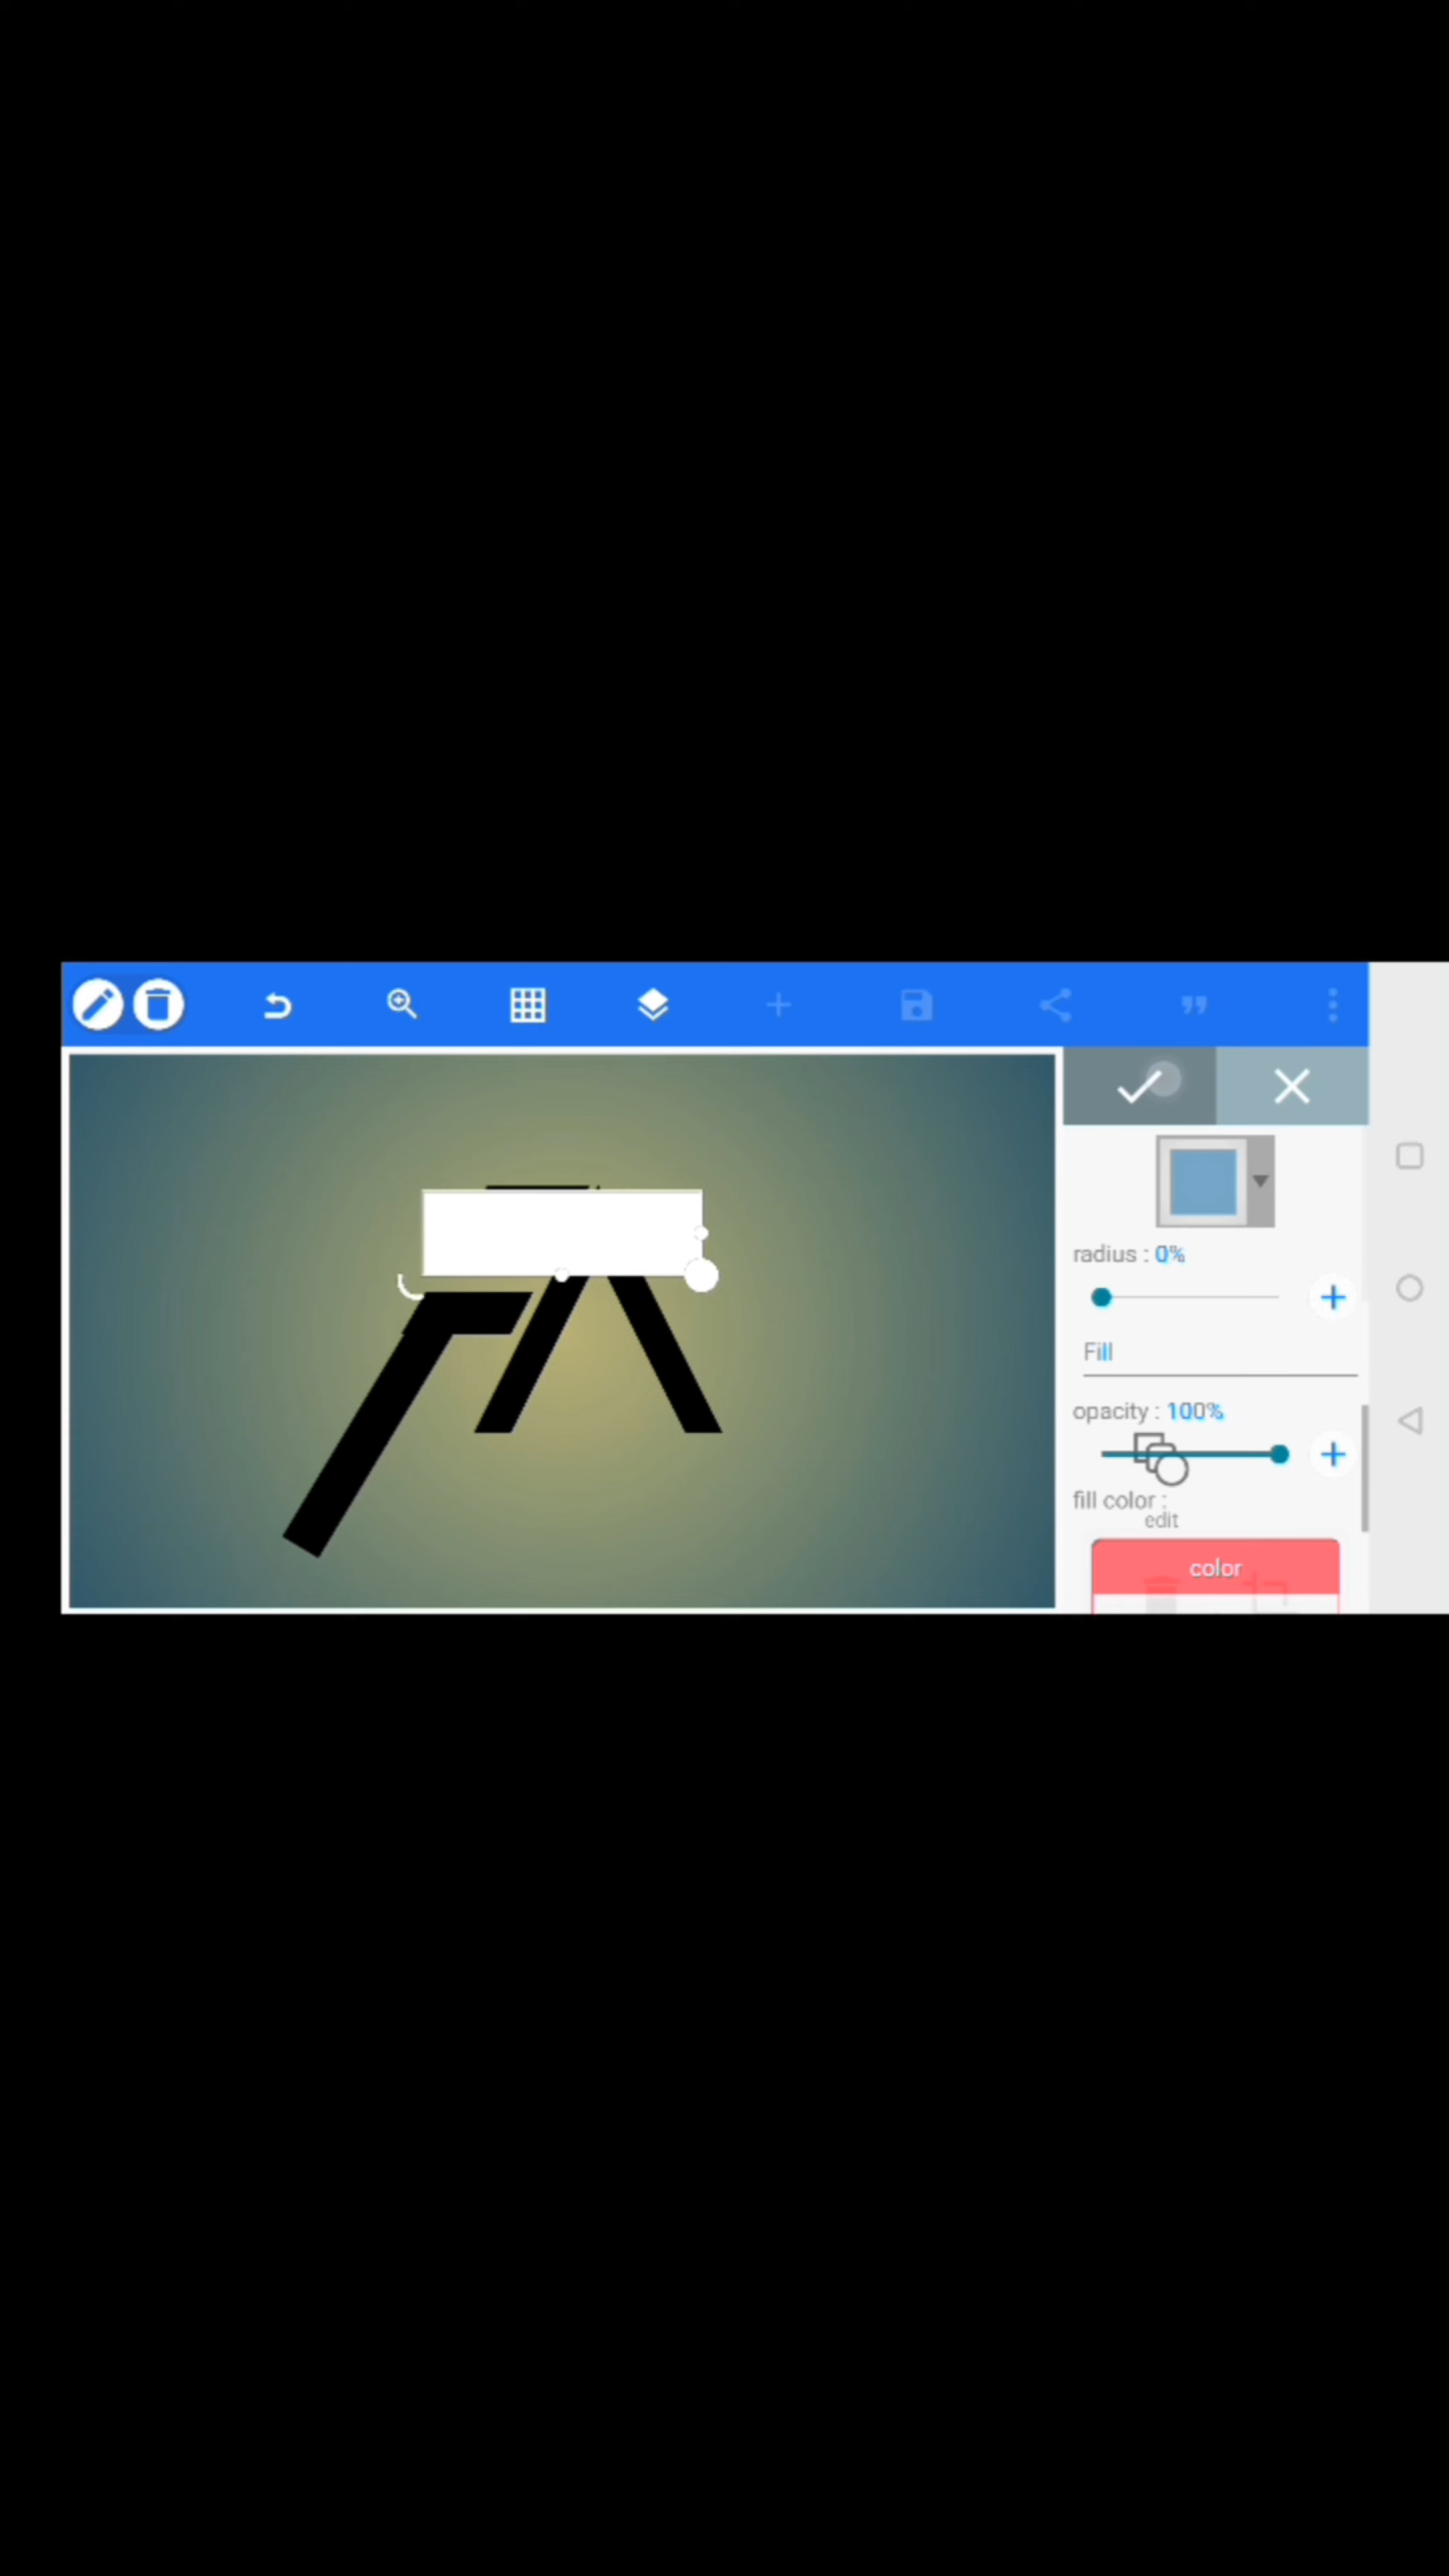 radius : 0%
Fill
opacity : 100%
fill color :
edit
color